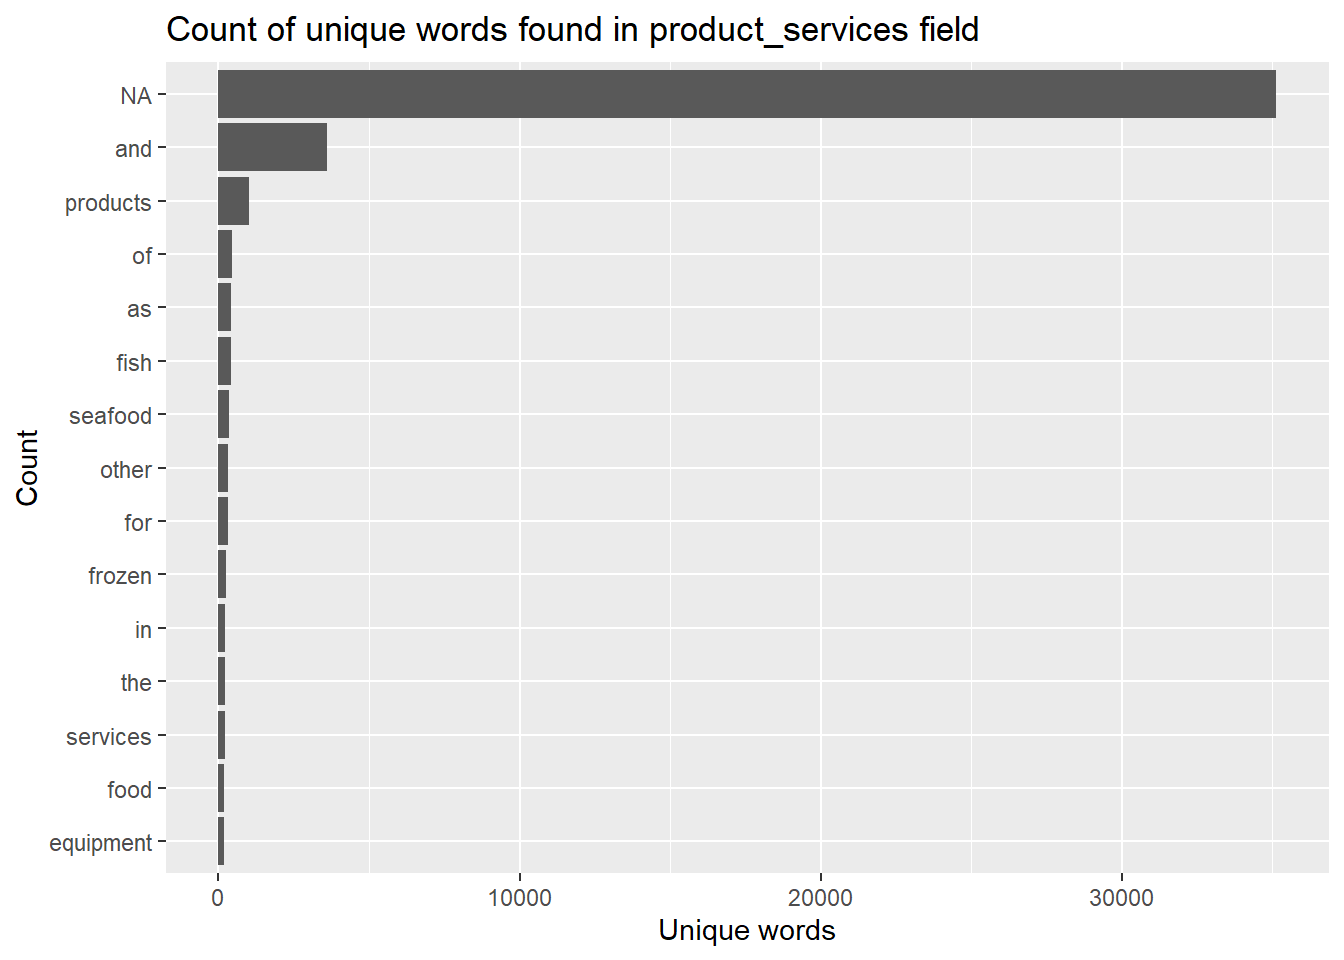 Count of unique words found in product_services field
NA
and
products
of
as
fish
seafood
other
for
frozen
in
the
services
food
equipment
Count
0 10000 20000 30000
Unique words